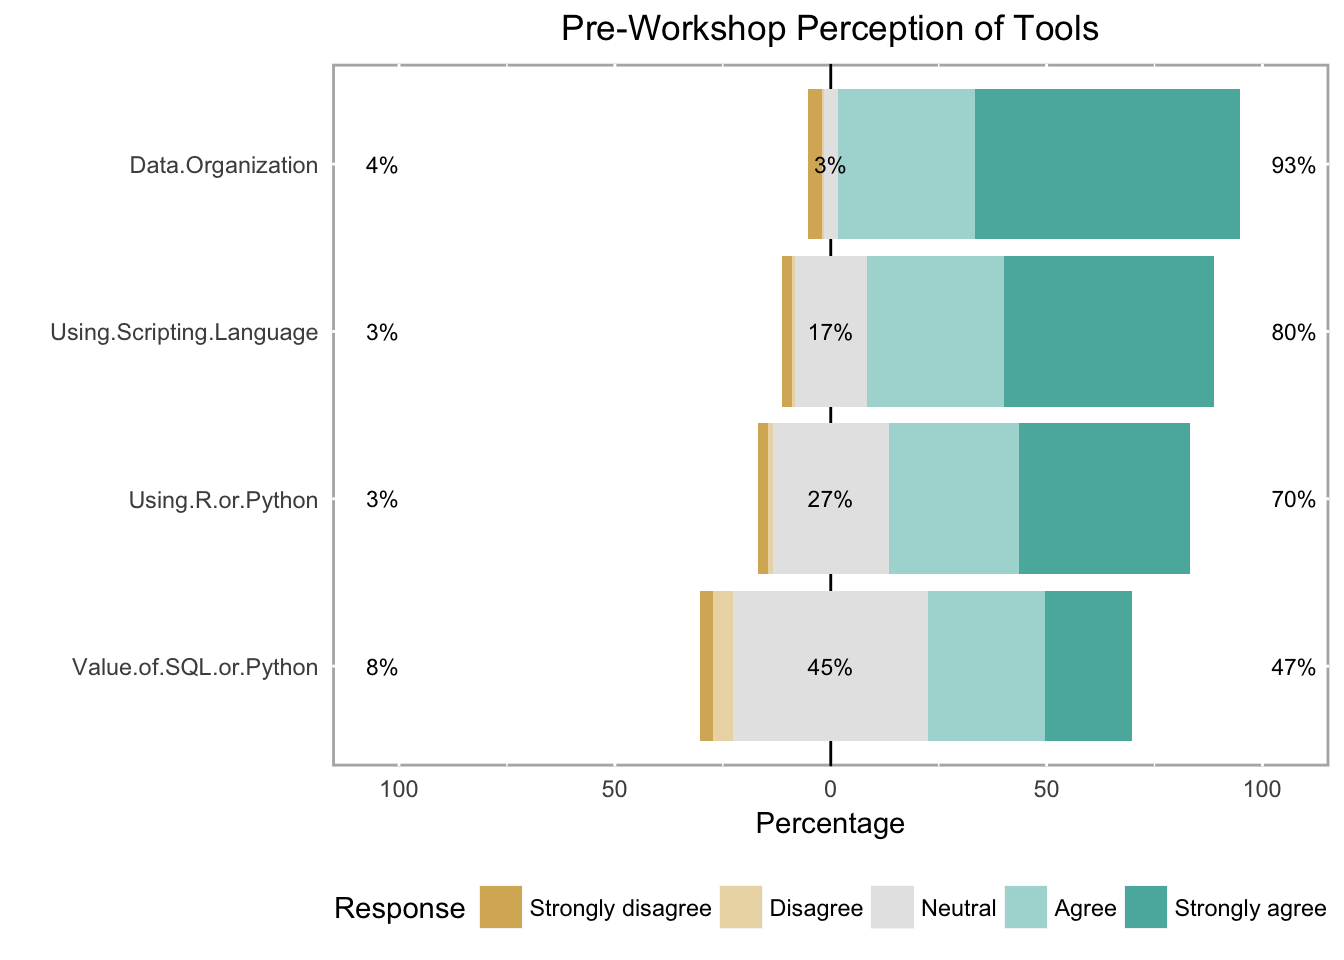 Pre-Workshop Perception of Tools
Data.Organization 4% 3% 93%
Using.Scripting.Language 3% 17% 80%
Using.R.or.Python 3% 27% 70%
Value.of.SQL.or.Python 8% 45% 47%
100 50 0 50 100
Percentage
Response Strongly disagree Disagree Neutral Agree Strongly agree